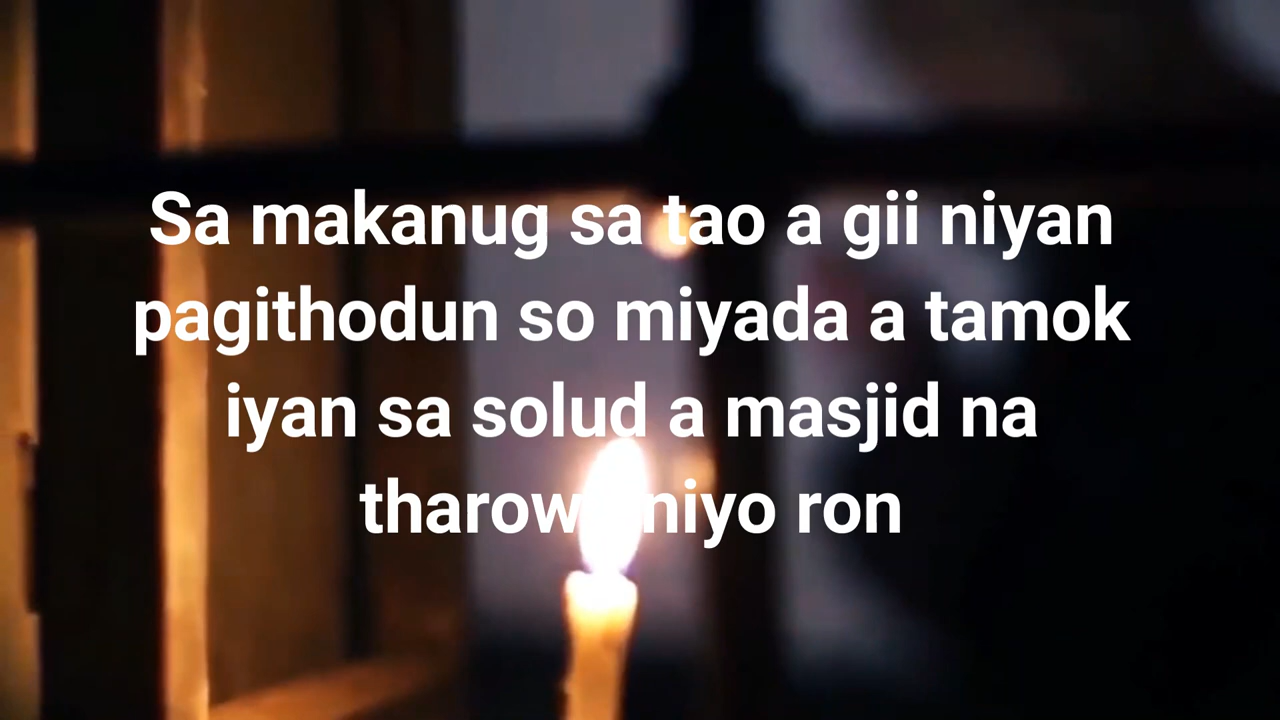 Sa makanug sa tao a gii niyan
pagithodun so miyada a tamok
iyan sa solud a masjid na
niyo ron